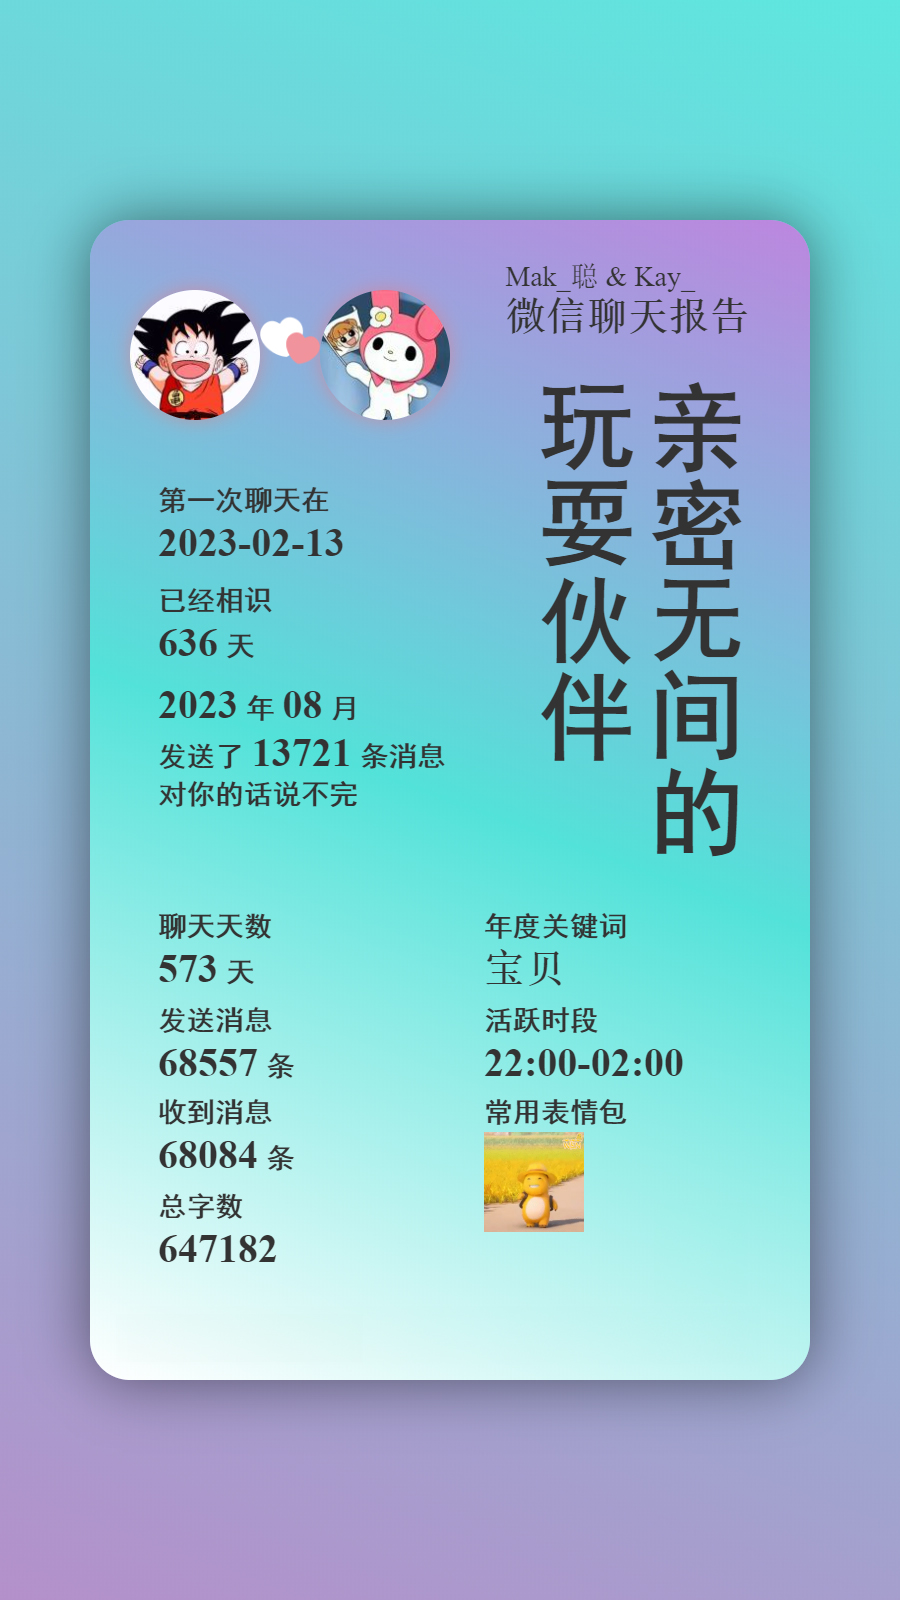 Mak_聪 & Kay_
微信聊天报告
亲密无间的
玩耍伙伴
第一次聊天在
2023-02-13
已经相识
636 天
2023 年 08 月
发送了 13721 条消息
对你的话说不完
聊天天数
573 天
发送消息
68557 条
收到消息
68084 条
总字数
647182
年度关键词
宝贝
活跃时段
22:00-02:00
常用表情包